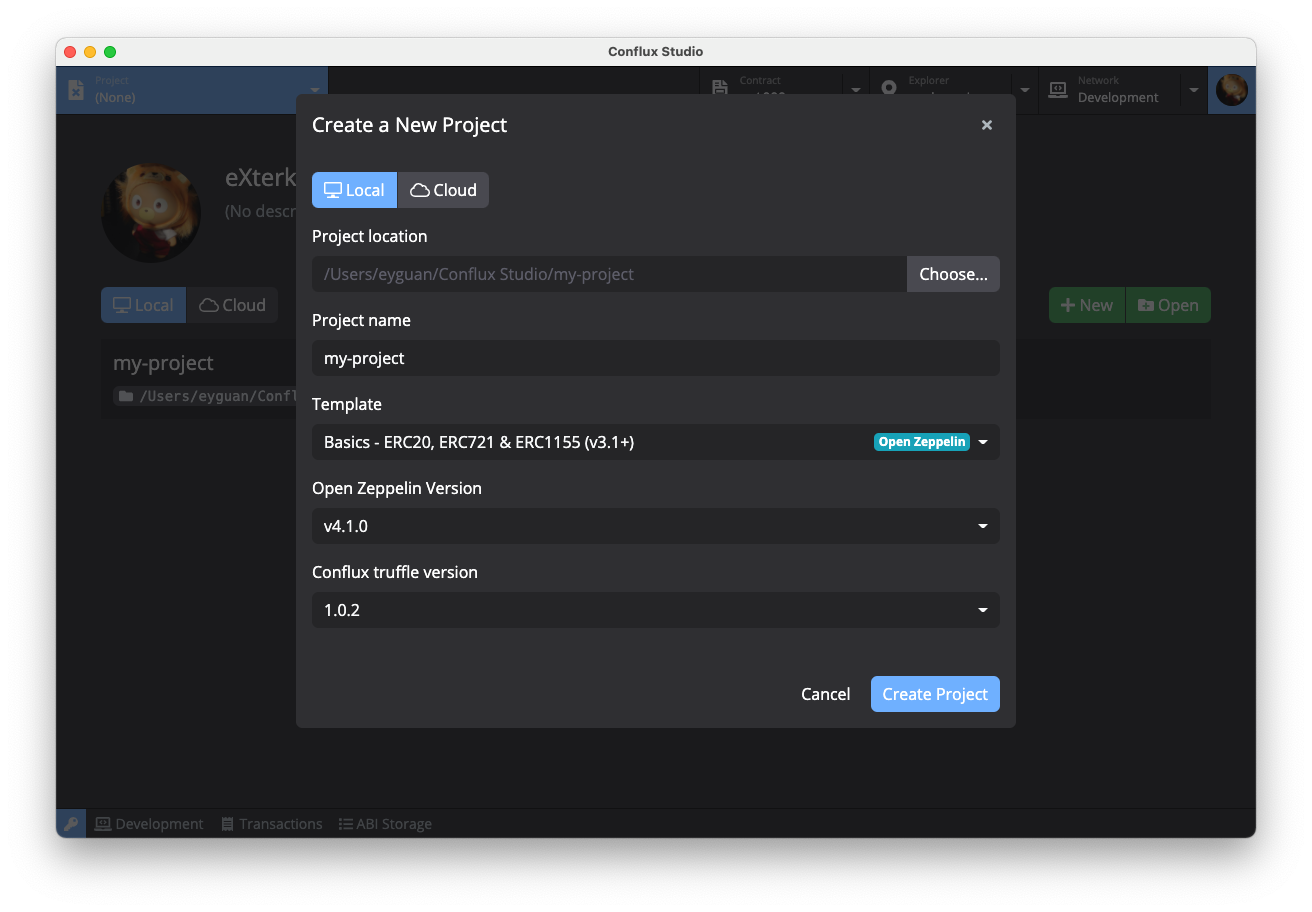 Conflux Studio
Project
(None)
Contract
Explorer
Network
Development
Create a New Project
×
Local
Cloud
Project location
/Users/eyguan/Conflux Studio/my-project
Choose...
Project name
my-project
Template
Basics - ERC20, ERC721 & ERC1155 (v3.1+)
Open Zeppelin
Open Zeppelin Version
v4.1.0
Conflux truffle version
1.0.2
Cancel
Create Project
eXterk
(No descr
Local
Cloud
New
Open
my-project
/Users/eyguan/Confl
Development
Transactions
ABI Storage